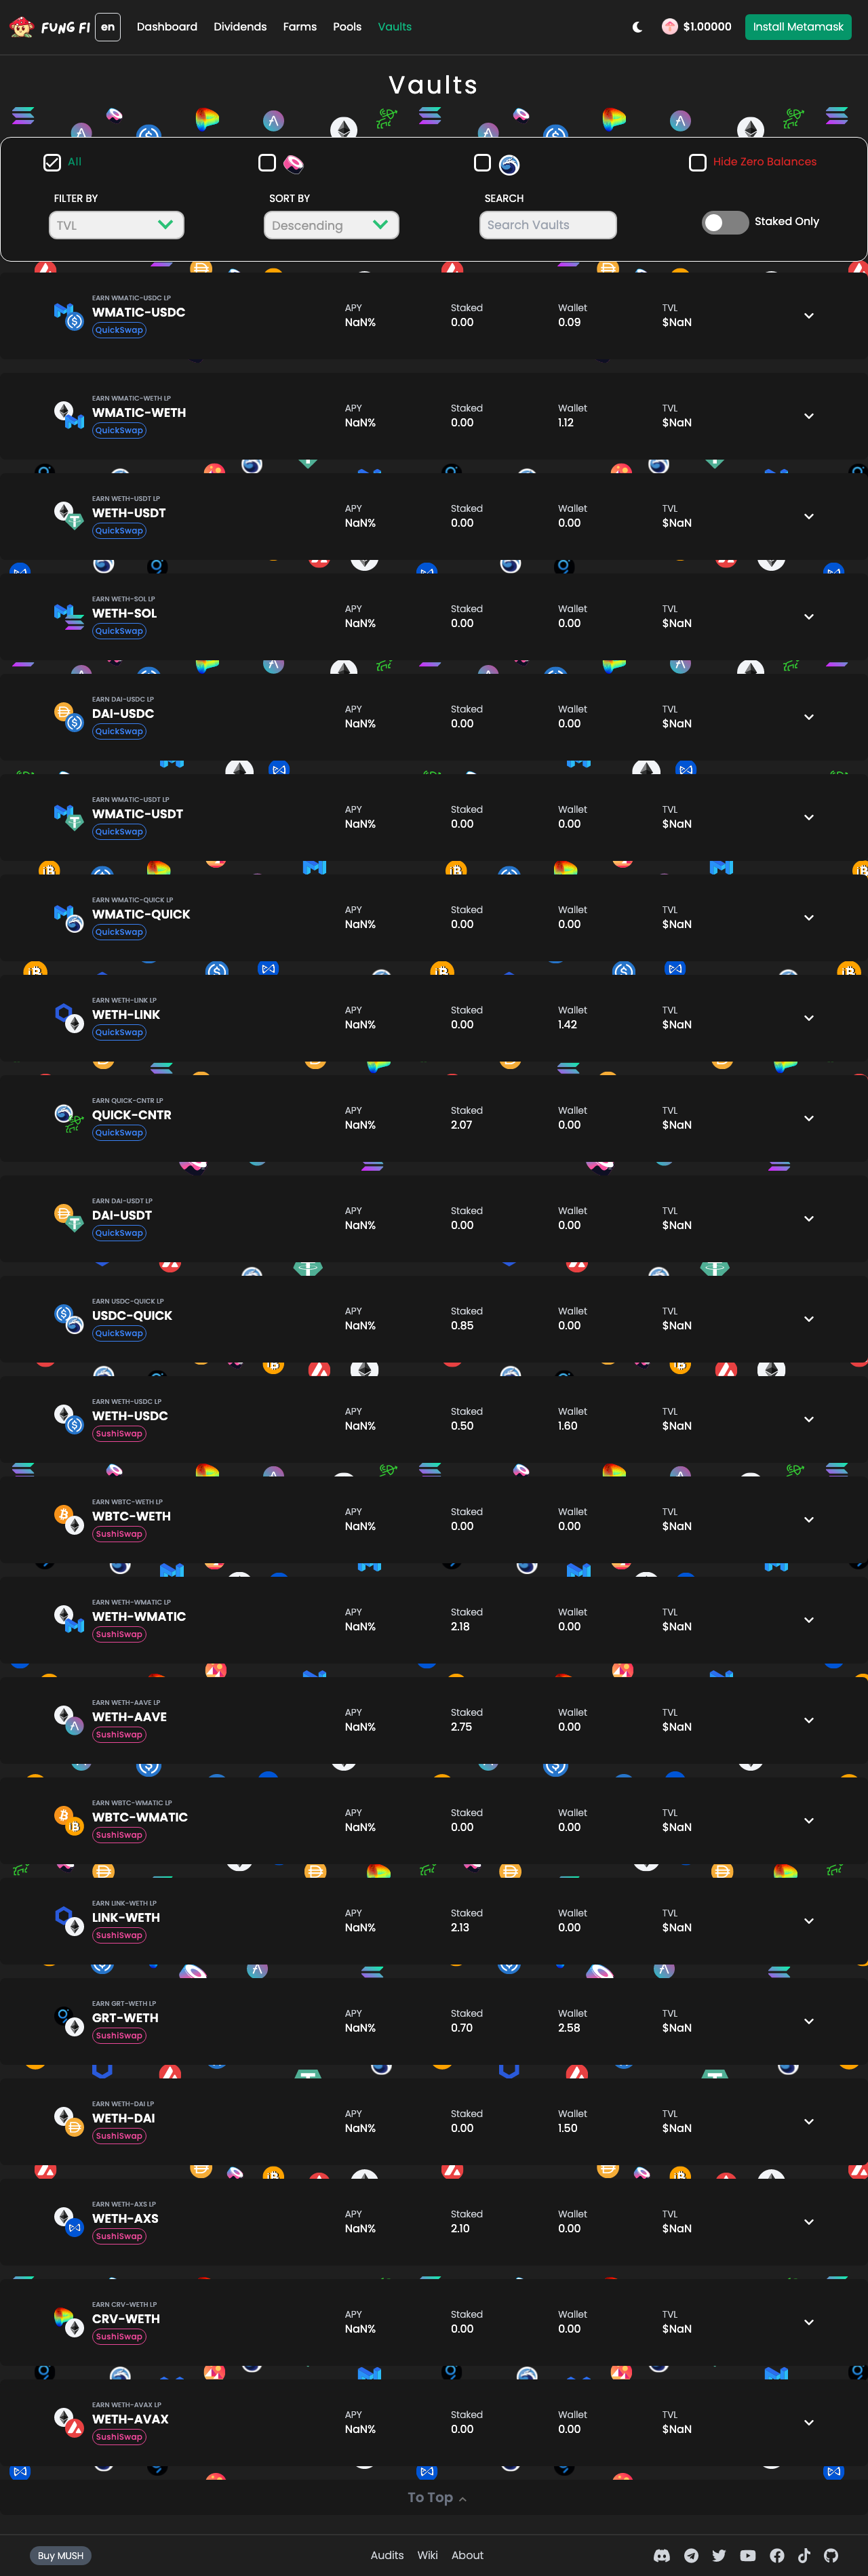 FUNG FI en Dashboard Dividends Farms Pools Vaults $1.00000 Install Metamask
Vaults
All Hide Zero Balances
FILTER BY SORT BY SEARCH
TVL Descending Search Vaults Staked Only
EARN WMATIC-USDC LP
WMATIC-USDC
QuickSwap
APY Staked Wallet TVL
NaN% 0.00 0.09 $NaN
EARN WMATIC-WETH LP
WMATIC-WETH
QuickSwap
APY Staked Wallet TVL
NaN% 0.00 1.12 $NaN
EARN WETH-USDT LP
WETH-USDT
QuickSwap
APY Staked Wallet TVL
NaN% 0.00 0.00 $NaN
EARN WETH-SOL LP
WETH-SOL
QuickSwap
APY Staked Wallet TVL
NaN% 0.00 0.00 $NaN
EARN DAI-USDC LP
DAI-USDC
QuickSwap
APY Staked Wallet TVL
NaN% 0.00 0.00 $NaN
EARN WMATIC-USDT LP
WMATIC-USDT
QuickSwap
APY Staked Wallet TVL
NaN% 0.00 0.00 $NaN
EARN WMATIC-QUICK LP
WMATIC-QUICK
QuickSwap
APY Staked Wallet TVL
NaN% 0.00 0.00 $NaN
EARN WETH-LINK LP
WETH-LINK
QuickSwap
APY Staked Wallet TVL
NaN% 0.00 1.42 $NaN
EARN QUICK-CNTR LP
QUICK-CNTR
QuickSwap
APY Staked Wallet TVL
NaN% 2.07 0.00 $NaN
EARN DAI-USDT LP
DAI-USDT
QuickSwap
APY Staked Wallet TVL
NaN% 0.00 0.00 $NaN
EARN USDC-QUICK LP
USDC-QUICK
QuickSwap
APY Staked Wallet TVL
NaN% 0.85 0.00 $NaN
EARN WETH-USDC LP
WETH-USDC
SushiSwap
APY Staked Wallet TVL
NaN% 0.50 1.60 $NaN
EARN WBTC-WETH LP
WBTC-WETH
SushiSwap
APY Staked Wallet TVL
NaN% 0.00 0.00 $NaN
EARN WETH-WMATIC LP
WETH-WMATIC
SushiSwap
APY Staked Wallet TVL
NaN% 2.18 0.00 $NaN
EARN WETH-AAVE LP
WETH-AAVE
SushiSwap
APY Staked Wallet TVL
NaN% 2.75 0.00 $NaN
EARN WBTC-WMATIC LP
WBTC-WMATIC
SushiSwap
APY Staked Wallet TVL
NaN% 0.00 0.00 $NaN
EARN LINK-WETH LP
LINK-WETH
SushiSwap
APY Staked Wallet TVL
NaN% 2.13 0.00 $NaN
EARN GRT-WETH LP
GRT-WETH
SushiSwap
APY Staked Wallet TVL
NaN% 0.70 2.58 $NaN
EARN WETH-DAI LP
WETH-DAI
SushiSwap
APY Staked Wallet TVL
NaN% 0.00 1.50 $NaN
EARN WETH-AXS LP
WETH-AXS
SushiSwap
APY Staked Wallet TVL
NaN% 2.10 0.00 $NaN
EARN CRV-WETH LP
CRV-WETH
SushiSwap
APY Staked Wallet TVL
NaN% 0.00 0.00 $NaN
EARN WETH-AVAX LP
WETH-AVAX
SushiSwap
APY Staked Wallet TVL
NaN% 0.00 0.00 $NaN
To Top
Buy MUSH Audits Wiki About